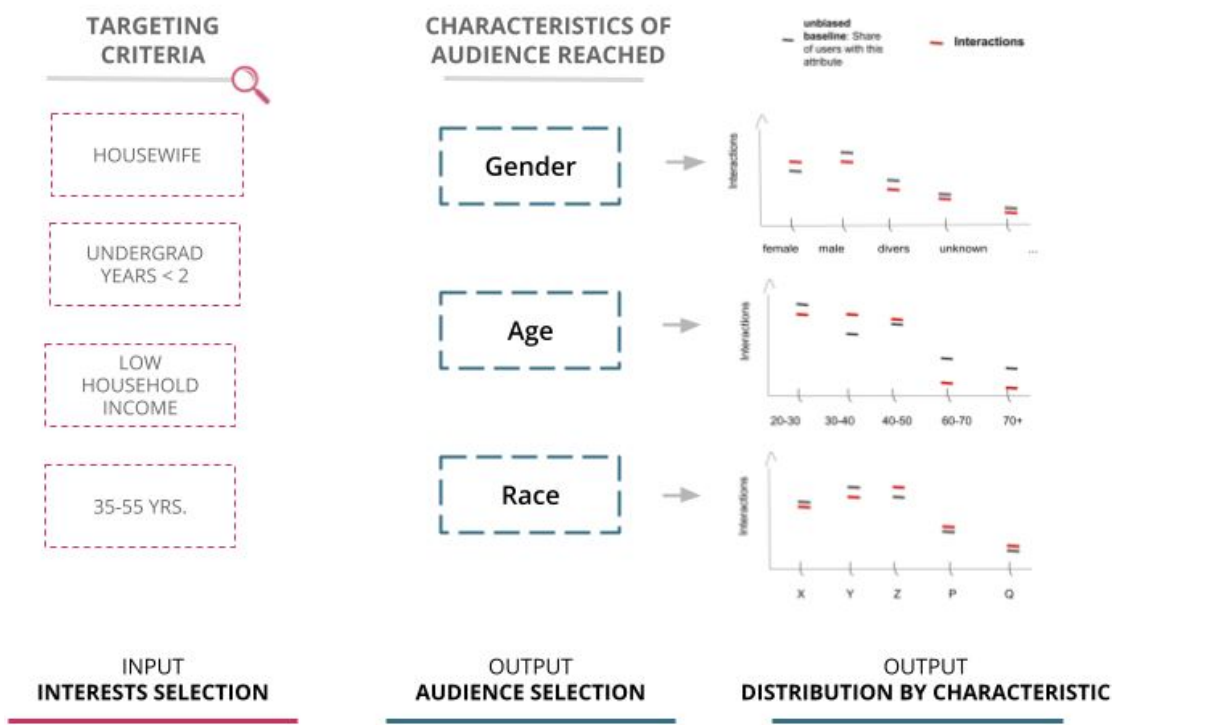 TARGETING
CRITERIA
HOUSEWIFE
UNDERGRAD
YEARS < 2
LOW
HOUSEHOLD
INCOME
35-55 YRS.
INPUT
INTERESTS SELECTION
CHARACTERISTICS OF
AUDIENCE REACHED
Gender
Age
Race
OUTPUT
AUDIENCE SELECTION
unbiased
baseline: Share
of users with this
attribute
Interactions
Interactions
female male divers unknown ...
Interactions
20-30 30-40 40-50 60-70 70+
Interactions
X Y Z P Q
OUTPUT
DISTRIBUTION BY CHARACTERISTIC